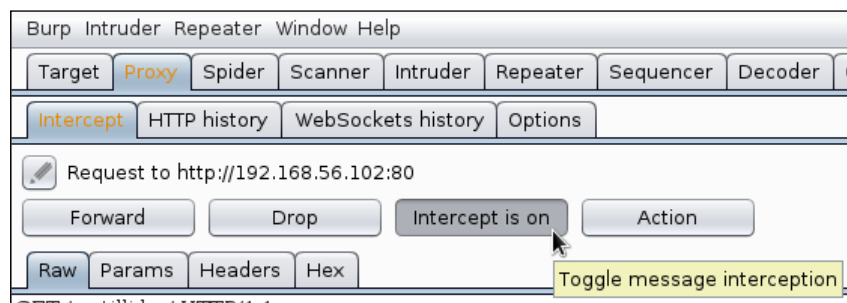 Burp Intruder Repeater Window Help
Target Proxy Spider Scanner Intruder Repeater Sequencer Decoder
Intercept HTTP history WebSockets history Options
Request to http://192.168.56.102:80
Forward Drop Intercept is on Action
Raw Params Headers Hex
Toggle message interception